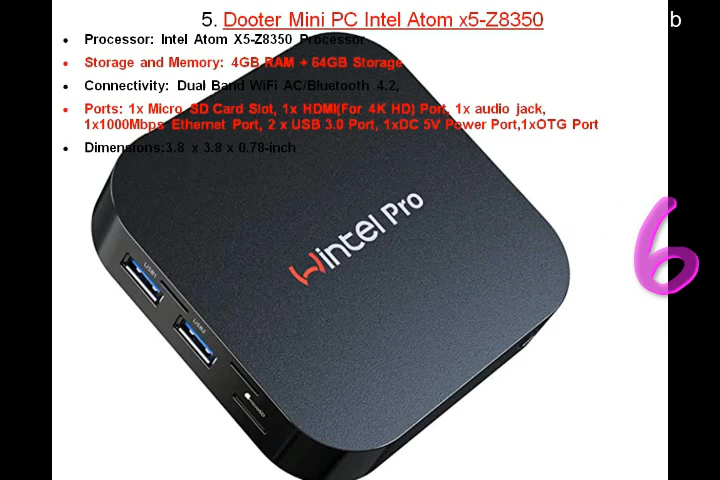 5. Dooter Mini PC Intel Atom x5-Z8350
b
Processor: Intel Atom X5-Z8350 Processor
Storage and Memory: 4GB RAM + 64GB Storage
Connectivity: Dual Band WiFi AC/Bluetooth 4.2,
Ports: 1x Micro SD Card Slot, 1x HDMI(For 4K HD) Port, 1x audio jack,
1x1000Mbps Ethernet Port, 2 x USB 3.0 Port, 1xDC 5V Power Port,1xOTG Port
Dimensions:3.8 x 3.8 x 0.78-inch
Wintel Pro
6
USB1
USB2
microSD